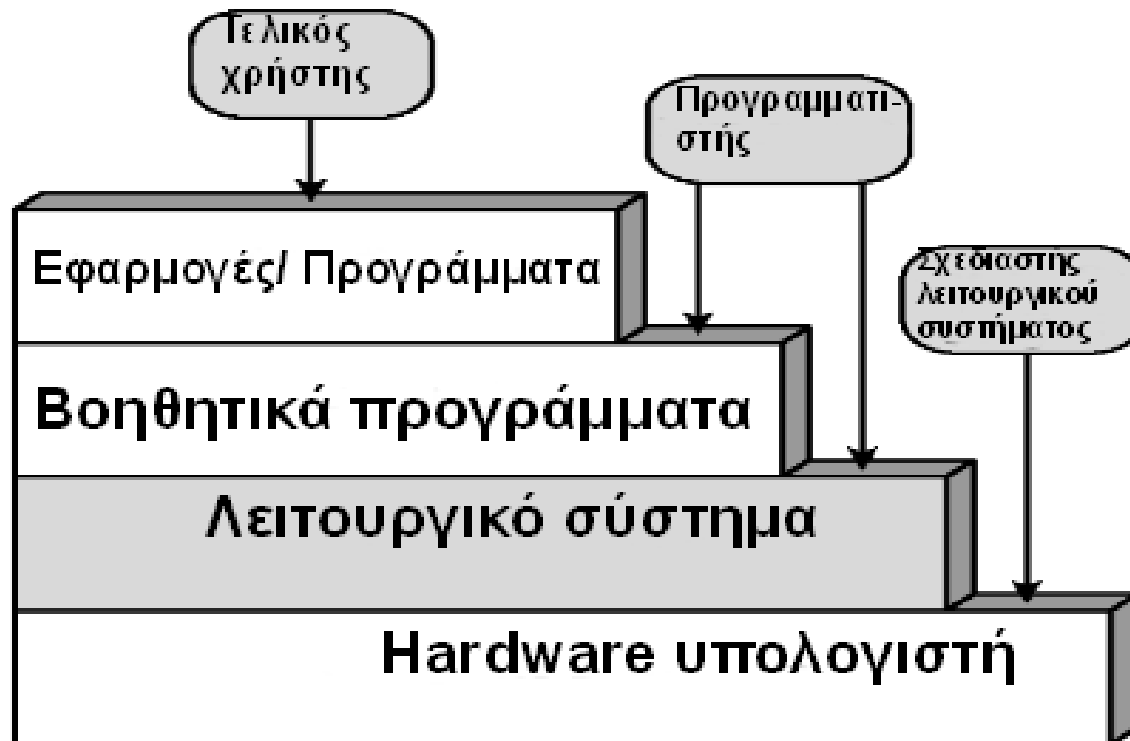 Τελικός
χρήστης
Προγραμματι-
στής
Εφαρμογές/ Προγράμματα
Σχεδιαστής
λειτουργικού
συστήματος
Βοηθητικά προγράμματα
Λειτουργικό σύστημα
Hardware υπολογιστή